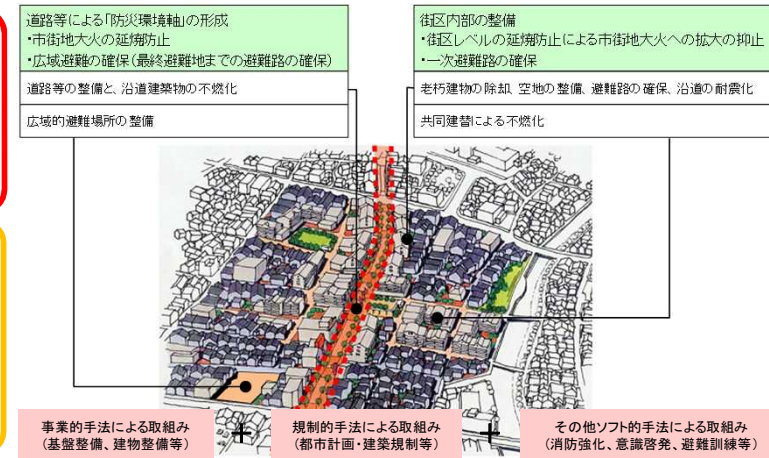 道路等による「防災環境軸」の形成
・市街地大火の延焼防止
・広域避難の確保(最終避難地までの避難路の確保)
道路等の整備と、沿道建築物の不燃化
広域的避難場所の整備
街区内部の整備
・街区レベルの延焼防止による市街地大火への拡大の抑止
・一次避難路の確保
老朽建物の除却、空地の整備、避難路の確保、沿道の耐震化
共同建替による不燃化
事業的手法による取組み
(基盤整備、建物整備等)
+
規制的手法による取組み
(都市計画・建築規制等)
+
その他ソフト的手法による取組み
(消防強化、意識啓発、避難訓練等)